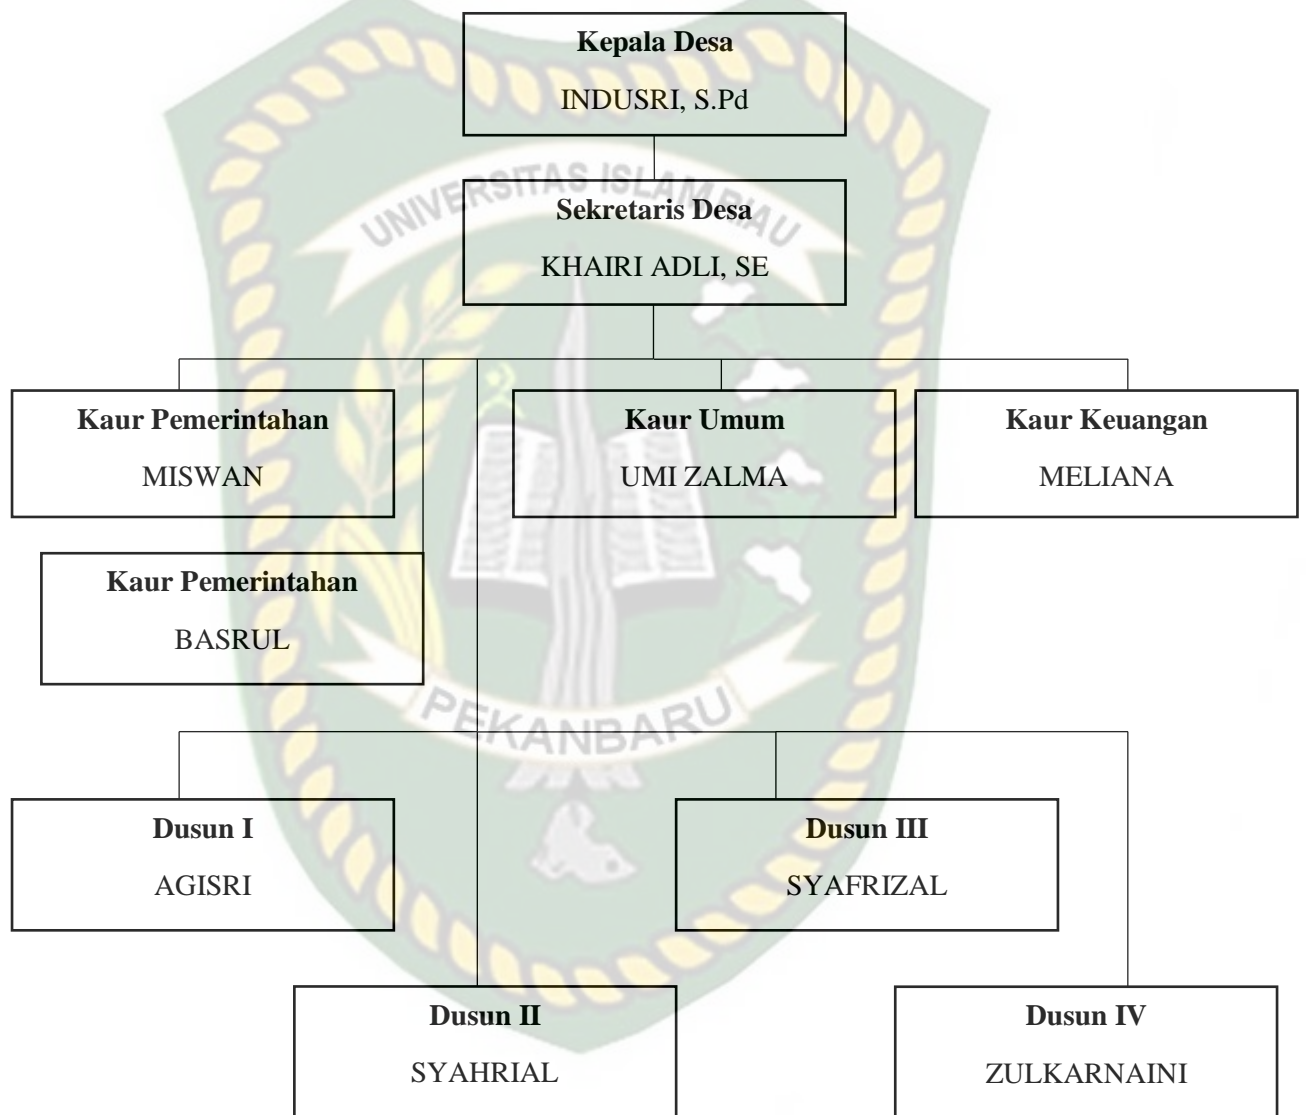 Kepala Desa
INDUSRI, S.Pd
UNIVERSITAS ISLAM RIAU
Sekretaris Desa
KHAIRI ADLI, SE
Kaur Pemerintahan
MISWAN
Kaur Umum
UMI ZALMA
Kaur Keuangan
MELIANA
Kaur Pemerintahan
BASRUL
PEKANBARU
Dusun I
AGISRI
Dusun III
SYAFRIZAL
Dusun II
SYAHRIAL
Dusun IV
ZULKARNAINI